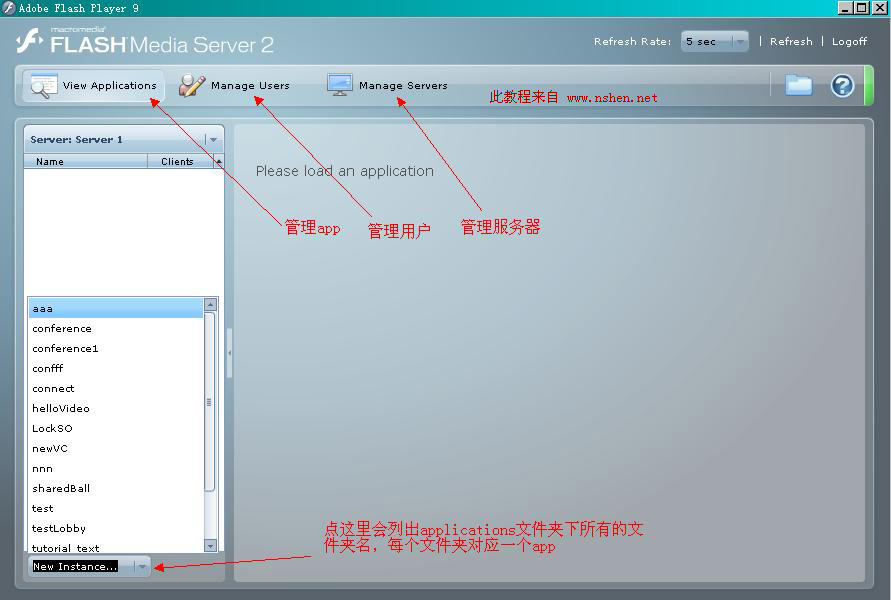 Adobe Flash Player 9
macromedia
FLASH Media Server 2
Refresh Rate: 5 sec | Refresh | Logoff
View Applications
Manage Users
Manage Servers
此教程来自 www.nshen.net
Server: Server 1
Name Clients
Please load an application
管理app
管理用户
管理服务器
aaa
conference
conference1
confff
connect
helloVideo
LockSO
newVC
nnn
sharedBall
test
testLobby
tutorial_text
New Instance...
点这里会列出applications文件夹下所有的文
件夹名，每个文件夹对应一个app